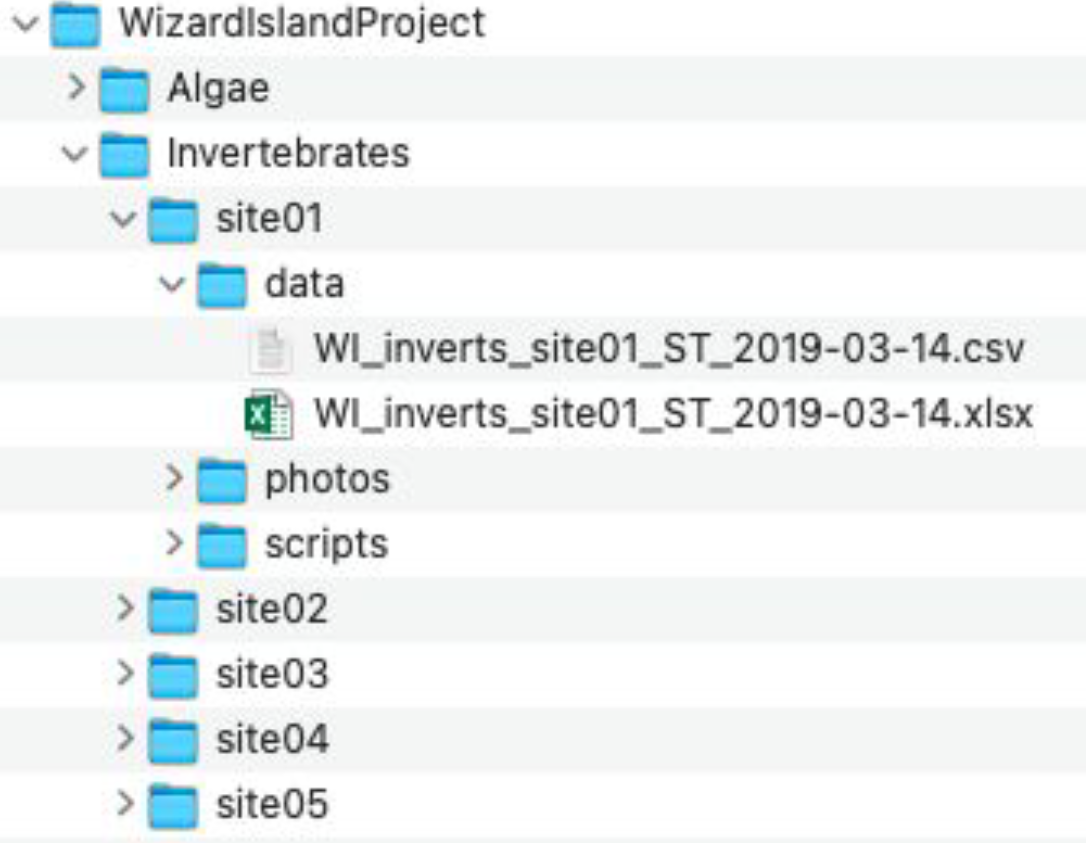 WizardIslandProject
Algae
Invertebrates
site01
data
WI_inverts_site01_ST_2019-03-14.csv
WI_inverts_site01_ST_2019-03-14.xlsx
photos
scripts
site02
site03
site04
site05